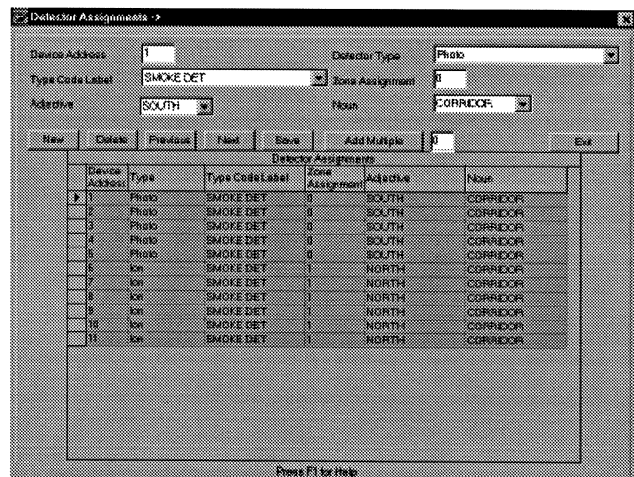 Detector Assignments ->
Device Address 1 Detector Type Photo
Type Code Label SMOKE DET Zone Assignment 0
Adjective SOUTH Noun CORRIDOR
New Delete Previous Next Save Add Multiple 0 Exit
Detector Assignments
Device Address Type Type Code Label Zone Assignment Adjective Noun
1 Photo SMOKE DET 0 SOUTH CORRIDOR
2 Photo SMOKE DET 0 SOUTH CORRIDOR
3 Photo SMOKE DET 0 SOUTH CORRIDOR
4 Photo SMOKE DET 0 SOUTH CORRIDOR
5 Photo SMOKE DET 0 SOUTH CORRIDOR
6 Ion SMOKE DET 1 NORTH CORRIDOR
7 Ion SMOKE DET 1 NORTH CORRIDOR
8 Ion SMOKE DET 1 NORTH CORRIDOR
9 Ion SMOKE DET 1 NORTH CORRIDOR
10 Ion SMOKE DET 1 NORTH CORRIDOR
11 Ion SMOKE DET 1 NORTH CORRIDOR
Press F1 for Help